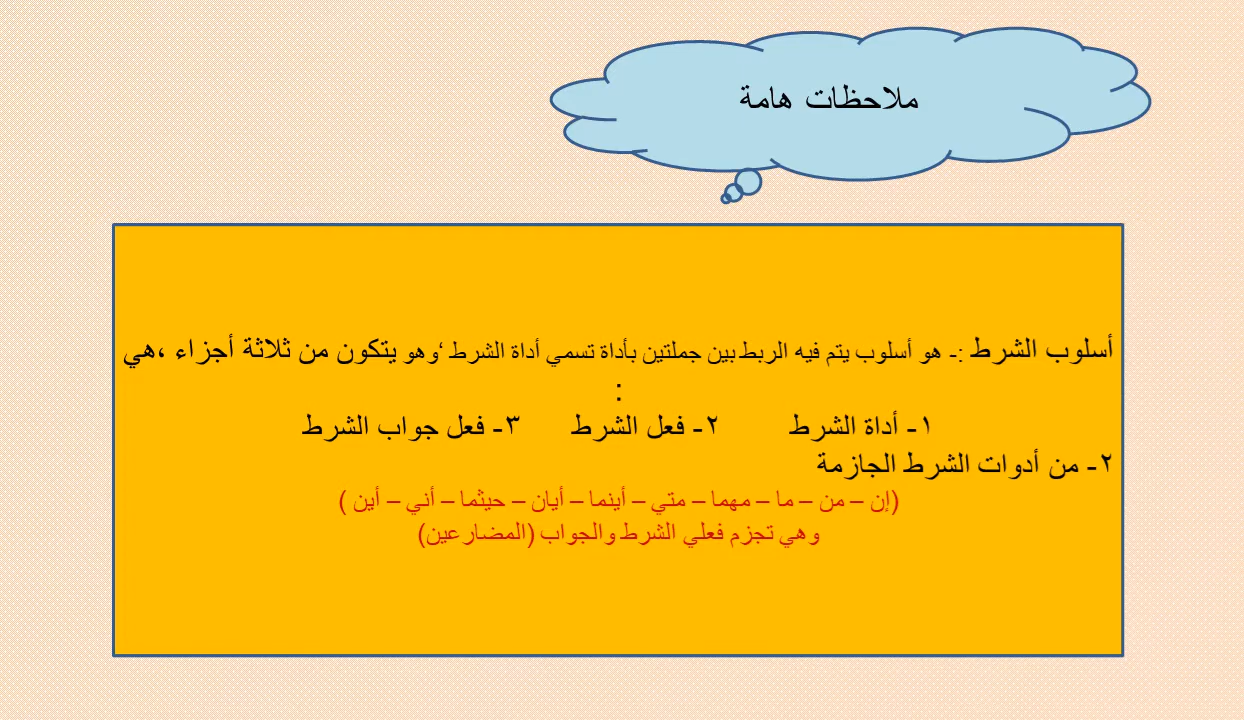 ملاحظات هامة
أسلوب الشرط :- هو أسلوب يتم فيه الربط بين جملتين بأداة تسمي أداة الشرط ،وهو يتكون من ثلاثة أجزاء ،هي
:
١- أداة الشرط ٢- فعل الشرط ٣- فعل جواب الشرط
٢- من أدوات الشرط الجازمة
(إن – من – ما – مهما – متي – أينما – أيان – حيثما – أني – أين )
وهي تجزم فعلي الشرط والجواب (المضارعين)